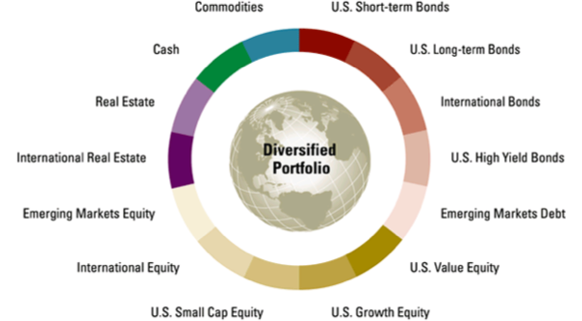 Commodities
U.S. Short-term Bonds
Cash
U.S. Long-term Bonds
Real Estate
International Bonds
Diversified
Portfolio
International Real Estate
U.S. High Yield Bonds
Emerging Markets Equity
Emerging Markets Debt
International Equity
U.S. Value Equity
U.S. Small Cap Equity
U.S. Growth Equity